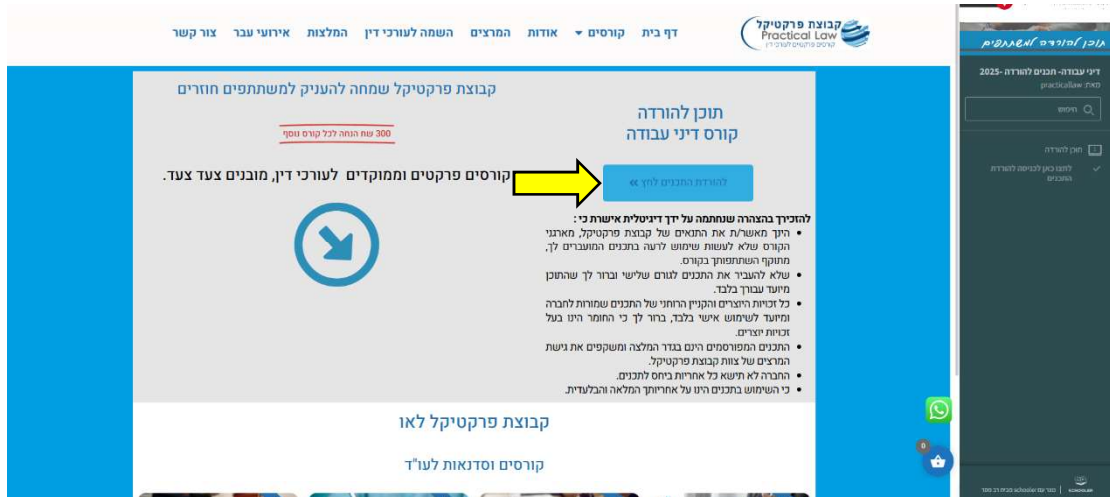 קבוצת פרקטיקל
Practical Law
קורסים פרקטיים לעורכי דין
דף בית
קורסים
אודות
המרצים
השמה לעורכי דין
המלצות
אירועי עבר
צור קשר
תוכן להורדה למשתתפים
דיני עבודה- תכנים להורדה -2025
מאת: practicallaw
חיפוש
1
תוכן להורדה
לחצו כאן לכניסה להורדת
התכנים
תוכן להורדה
קורס דיני עבודה
להורדת התכנים לחץ »
להזכירך בהצהרה שנחתמה על ידך דיגיטלית אישרת כי :
• הינך מאשר/ת את התנאים של קבוצת פרקטיקל, מארגני
הקורס שלא לעשות שימוש לרעה בתכנים המועברים לך,
מתוקף השתתפותך בקורס.
• שלא להעביר את התכנים לגורם שלישי וברור לך שהתוכן
מיועד עבורך בלבד.
• כל זכויות היוצרים והקניין הרוחני של התכנים שמורות לחברה
ומיועד לשימוש אישי בלבד, ברור לך כי החומר הינו בעל
זכויות יוצרים.
• התכנים המפורסמים הינם בגדר המלצה ומשקפים את גישת
המרצים של צוות קבוצת פרקטיקל.
• החברה לא תישא כל אחריות ביחס לתכנים.
• כי השימוש בתכנים הינו על אחריותך המלאה והבלעדית.
קבוצת פרקטיקל שמחה להעניק למשתתפים חוזרים
300 שח הנחה לכל קורס נוסף
קורסים פרקטים וממוקדים לעורכי דין, מובנים צעד צעד.
קבוצת פרקטיקל לאו
קורסים וסדנאות לעו"ד
0